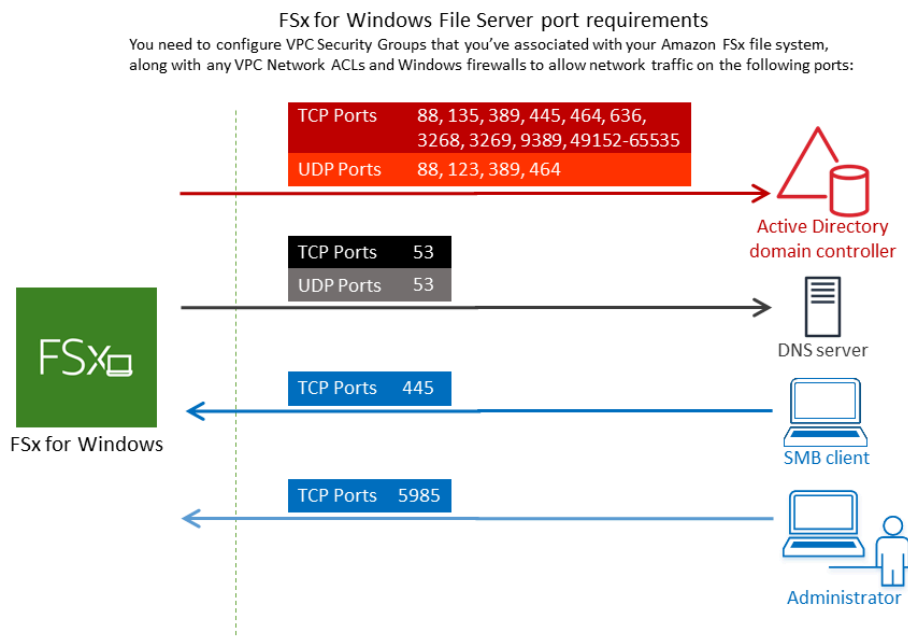 FSx for Windows File Server port requirements
You need to configure VPC Security Groups that you've associated with your Amazon FSx file system,
along with any VPC Network ACLs and Windows firewalls to allow network traffic on the following ports:
TCP Ports 88, 135, 389, 445, 464, 636,
3268, 3269, 9389, 49152-65535
UDP Ports 88, 123, 389, 464
Active Directory
domain controller
TCP Ports 53
UDP Ports 53
DNS server
FSx
FSx for Windows
TCP Ports 445
SMB client
TCP Ports 5985
Administrator